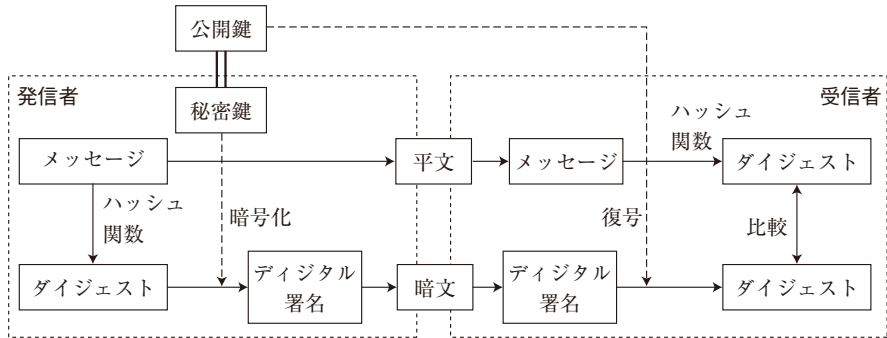 公開鍵
発信者
受信者
秘密鍵
ハッシュ
関数
メッセージ
平文
メッセージ
ダイジェスト
ハッシュ
関数
暗号化
復号
比較
ダイジェスト
ディジタル
署名
暗文
ディジタル
署名
ダイジェスト